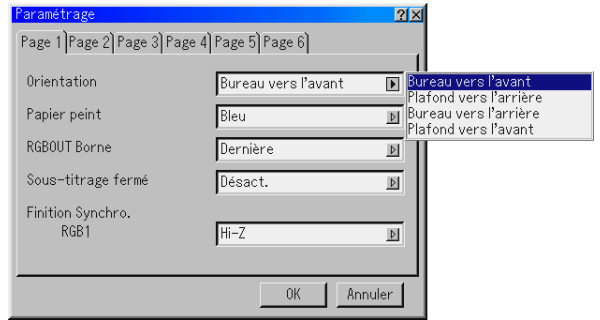 Paramétrage
Page 1 Page 2 Page 3 Page 4 Page 5 Page 6
Orientation Bureau vers l'avant
Bureau vers l'avant
Plafond vers l'arrière
Bureau vers l'arrière
Plafond vers l'avant
Papier peint Bleu
RGBOUT Borne Dernière
Sous-titrage fermé Désact.
Finition Synchro.
RGB1 Hi-Z
OK Annuler